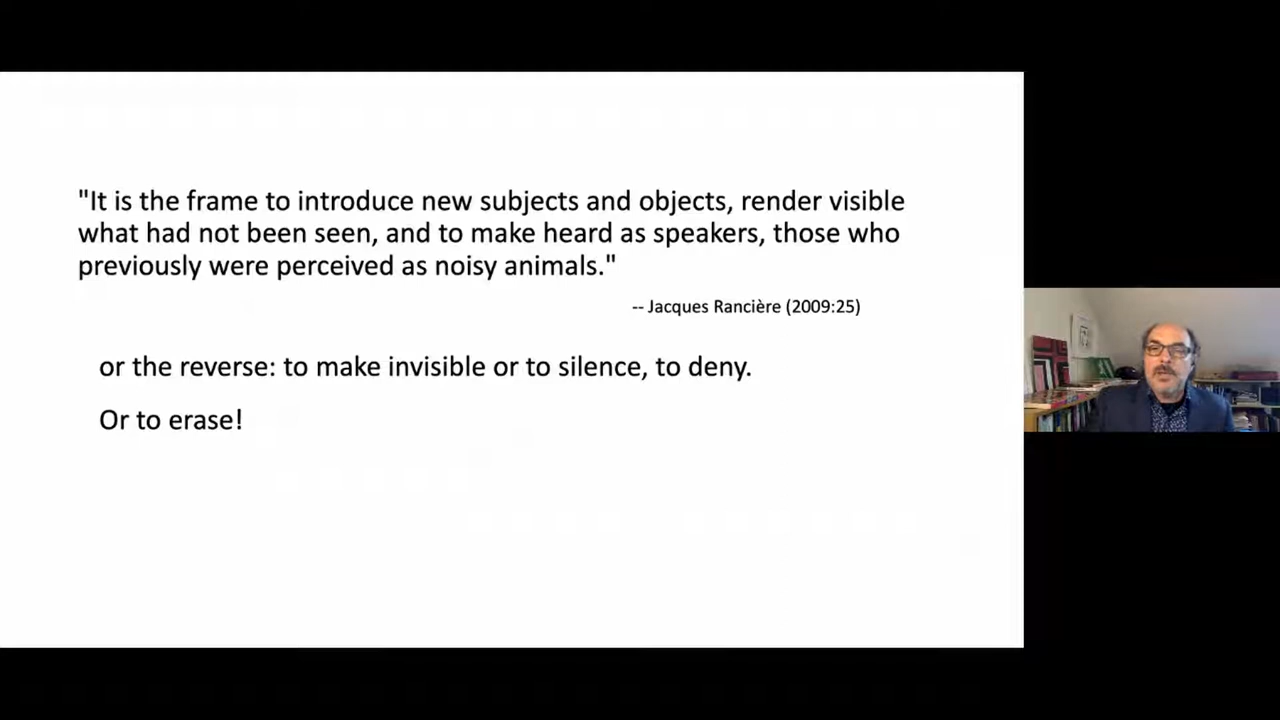 "It is the frame to introduce new subjects and objects, render visible
what had not been seen, and to make heard as speakers, those who
previously were perceived as noisy animals."
-- Jacques Rancière (2009:25)
or the reverse: to make invisible or to silence, to deny.
Or to erase!